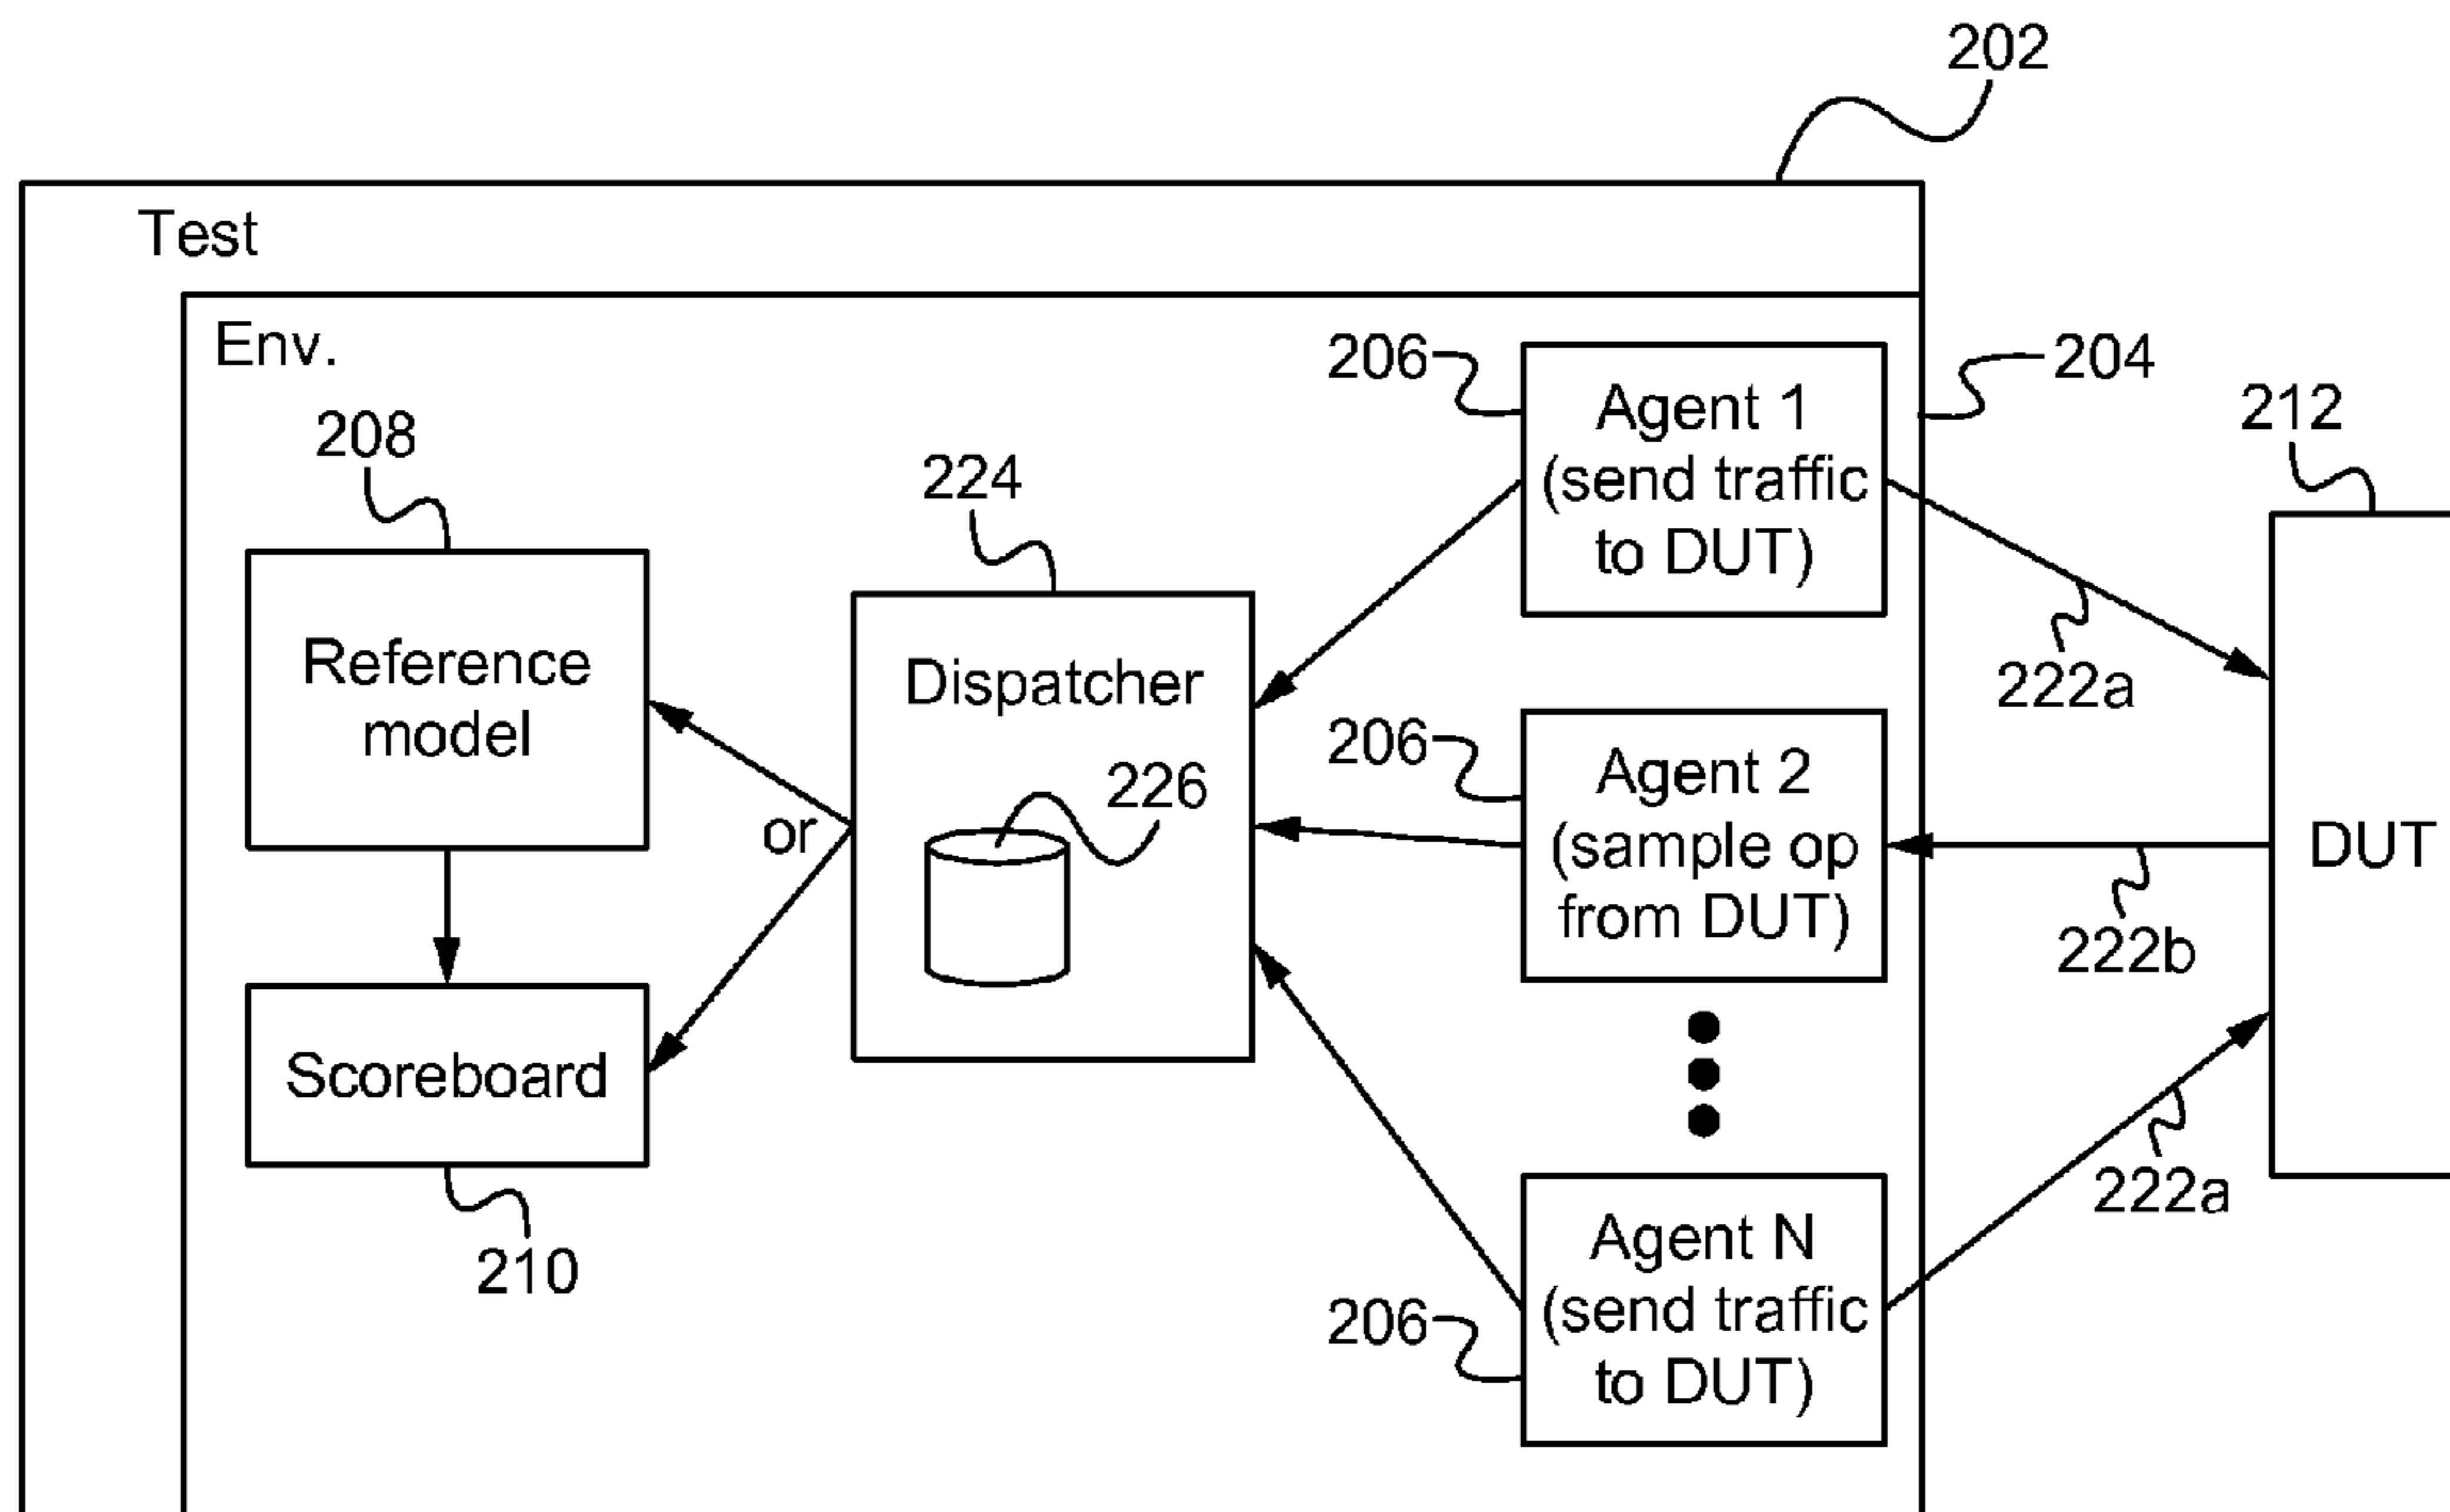 202
Test
Env.
206
Agent 1
(send traffic
to DUT)
204
212
208
224
Reference
model
Dispatcher
222a
206
Agent 2
(sample op
from DUT)
226
or
DUT
222b
Scoreboard
222a
210
Agent N
(send traffic
to DUT)
206